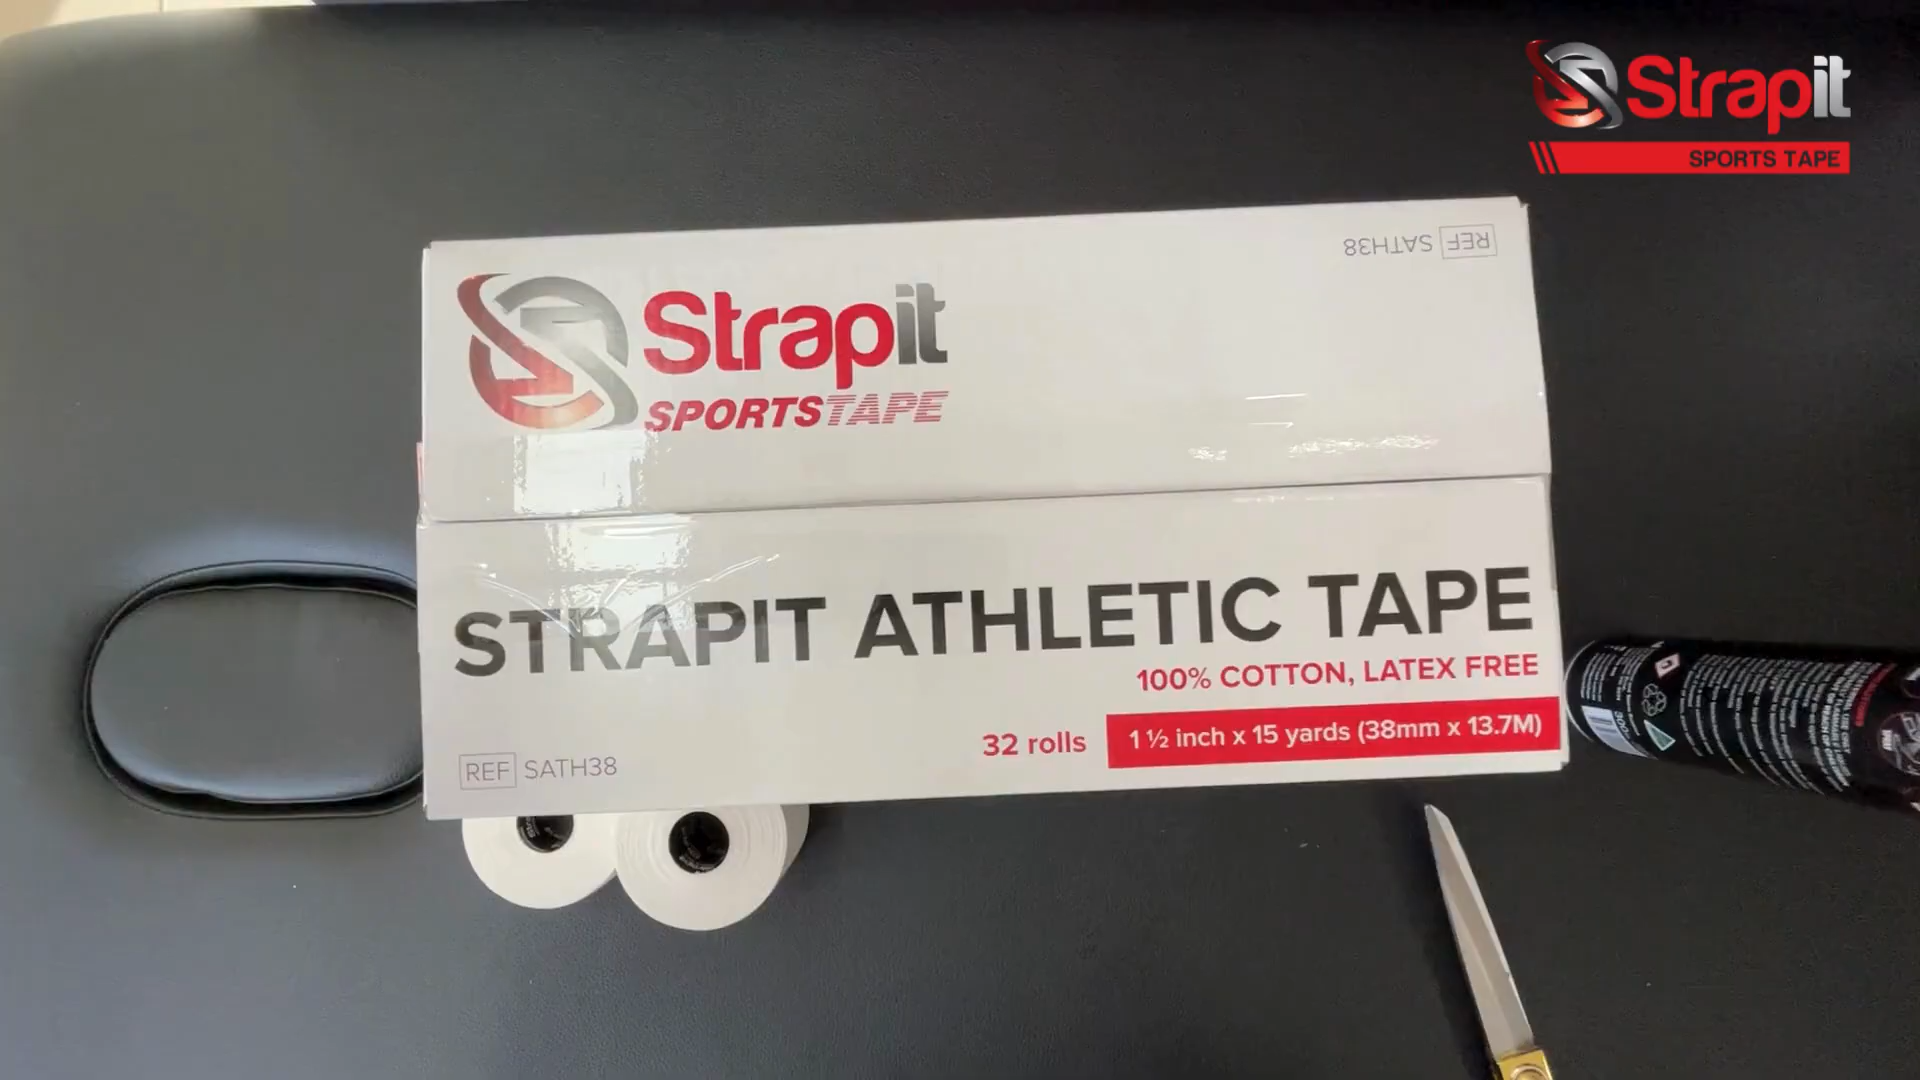 Strapit
SPORTS TAPE
REF SATH38
Strapit
SPORTSTAPE
STRAPIT ATHLETIC TAPE
100% COTTON, LATEX FREE
32 rolls
1 ½ inch x 15 yards (38mm x 13.7M)
REF SATH38